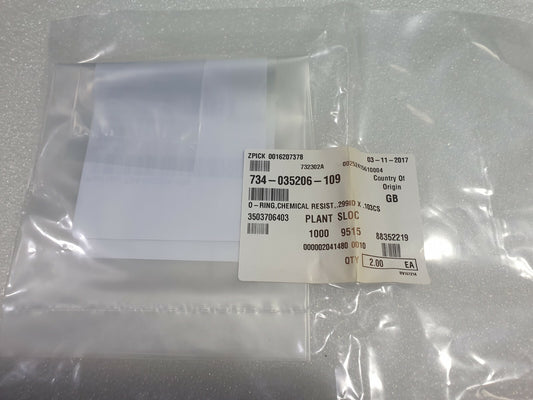 ZPICK 0016207378
03-11-2017
732302A
734-035206-109
Country Of
Origin
GB
O-RING,CHEMICAL RESIST..299ID X .103CS
3503706403
PLANT SLOC
1000 9515
88352219
000002041480 0010
QTY 2.00 EA